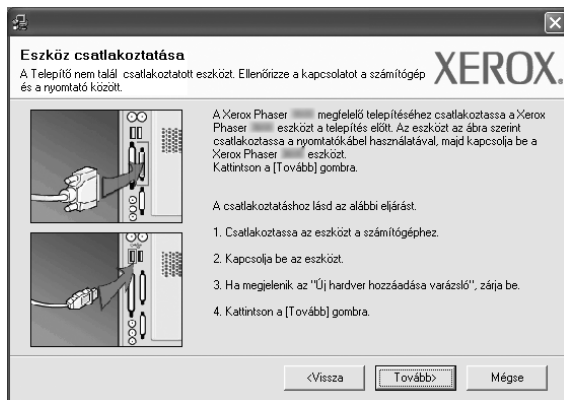 Eszköz csatlakoztatása
A Telepítő nem talál csatlakoztatott eszközt. Ellenőrizze a kapcsolatot a számítógép
és a nyomtató között.
XEROX.
A Xerox Phaser megfelelő telepítéséhez csatlakoztassa a Xerox
Phaser eszközt a telepítés előtt. Az eszközt az ábra szerint
csatlakoztassa a nyomtatókábel használatával, majd kapcsolja be a
Xerox Phaser eszközt.
Kattintson a [Tovább] gombra.
A csatlakoztatáshoz lásd az alábbi eljárást.
1. Csatlakoztassa az eszközt a számítógéphez.
2. Kapcsolja be az eszközt.
3. Ha megjelenik az "Új hardver hozzáadása varázsló", zárja be.
4. Kattintson a [Tovább] gombra.
<Vissza
Tovább>
Mégse